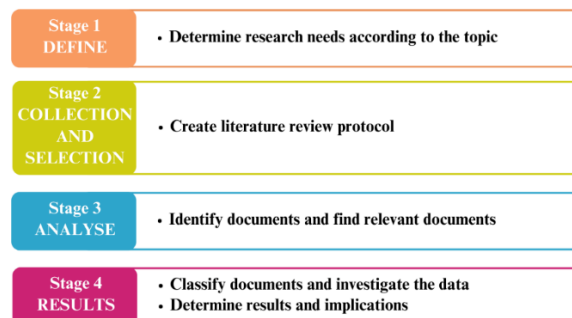 Stage 1
DEFINE
• Determine research needs according to the topic
Stage 2
COLLECTION
AND
SELECTION
• Create literature review protocol
Stage 3
ANALYSE
• Identify documents and find relevant documents
Stage 4
RESULTS
• Classify documents and investigate the data
• Determine results and implications